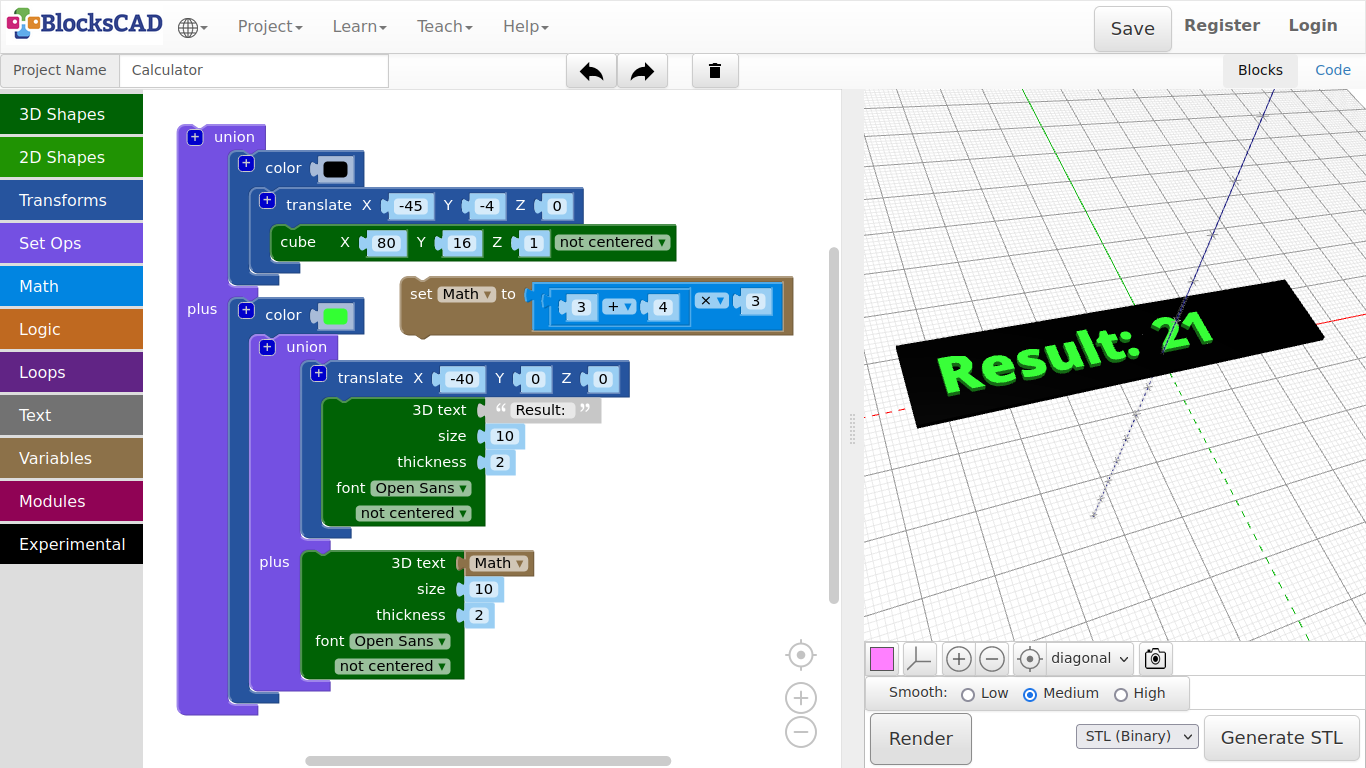 BlocksCAD Project Learn Teach Help Save Register Login
Project Name Calculator Blocks Code
3D Shapes
2D Shapes
Transforms
Set Ops
Math
Logic
Loops
Text
Variables
Modules
Experimental
union
color
translate X -45 Y -4 Z 0
cube X 80 Y 16 Z 1 not centered
set Math to 3 + 4 × 3
plus color
union
translate X -40 Y 0 Z 0
3D text “ Result: ”
size 10
thickness 2
font Open Sans
not centered
plus 3D text Math
size 10
thickness 2
font Open Sans
not centered
Result: 21
diagonal
Smooth: Low Medium High
Render STL (Binary) Generate STL